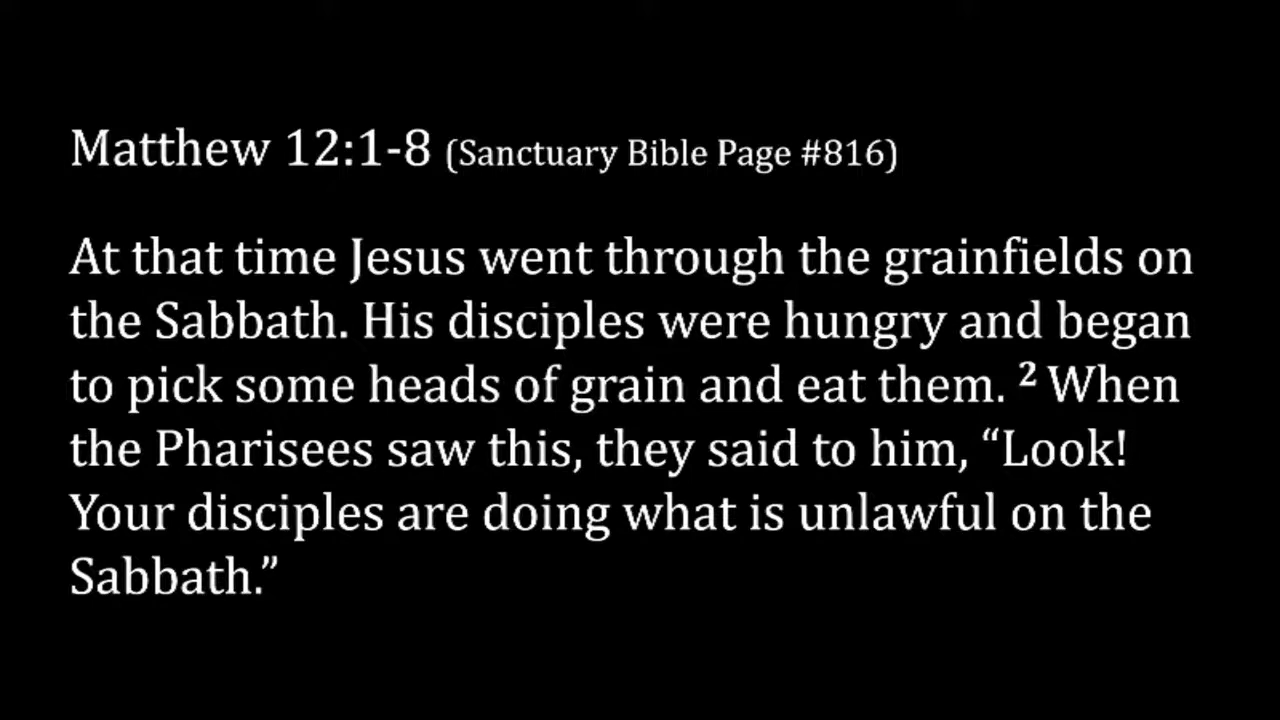 Matthew 12:1-8 (Sanctuary Bible Page #816)
At that time Jesus went through the grainfields on
the Sabbath. His disciples were hungry and began
to pick some heads of grain and eat them. ² When
the Pharisees saw this, they said to him, “Look!
Your disciples are doing what is unlawful on the
Sabbath.”